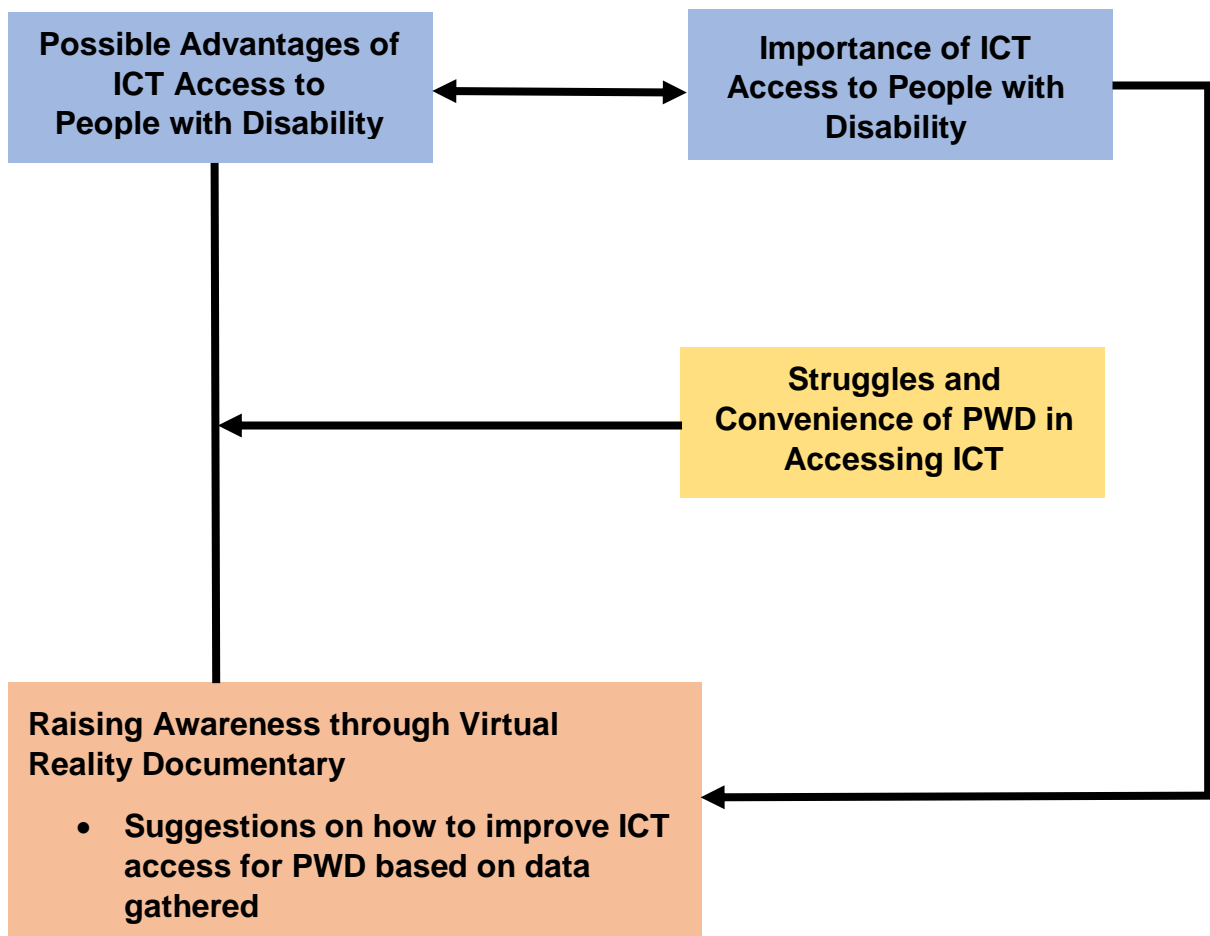 Possible Advantages of
ICT Access to
People with Disability
Importance of ICT
Access to People with
Disability
Struggles and
Convenience of PWD in
Accessing ICT
Raising Awareness through Virtual
Reality Documentary
• Suggestions on how to improve ICT
access for PWD based on data
gathered